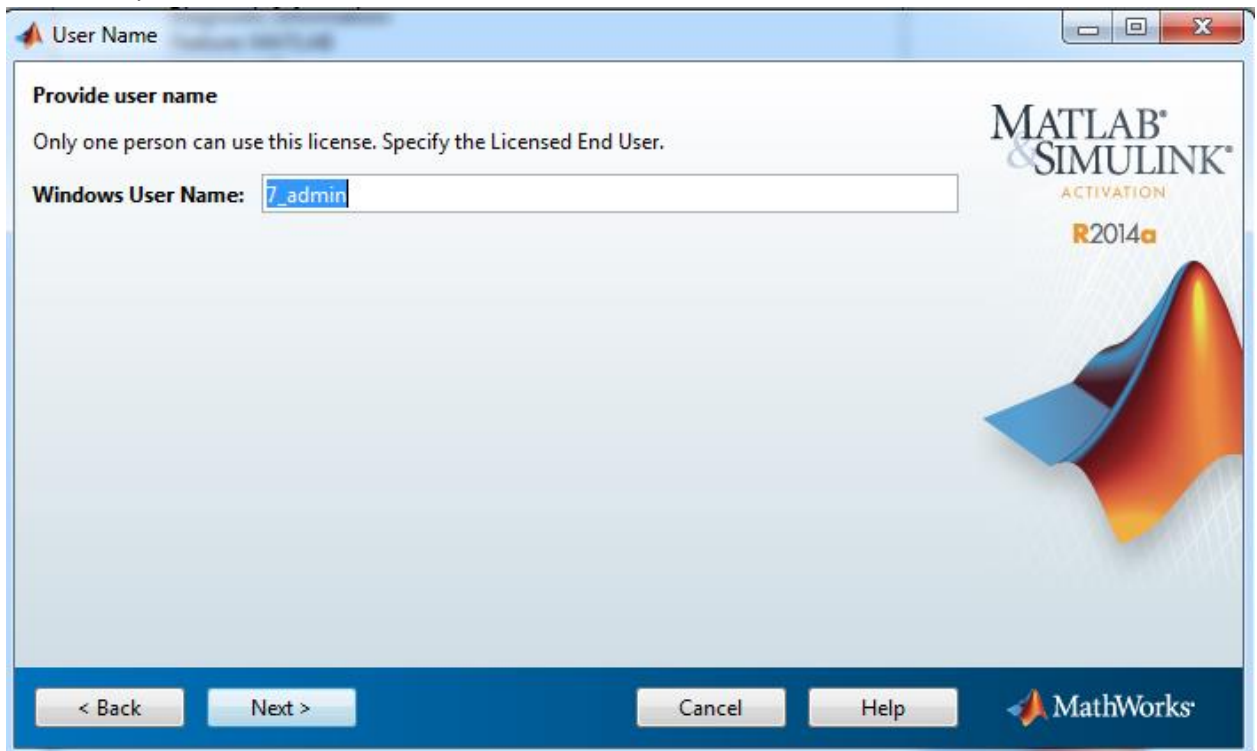 User Name
Provide user name
Only one person can use this license. Specify the Licensed End User.
Windows User Name: 7_admin
MATLAB®
&SIMULINK®
ACTIVATION
R2014a
< Back Next > Cancel Help MathWorks®